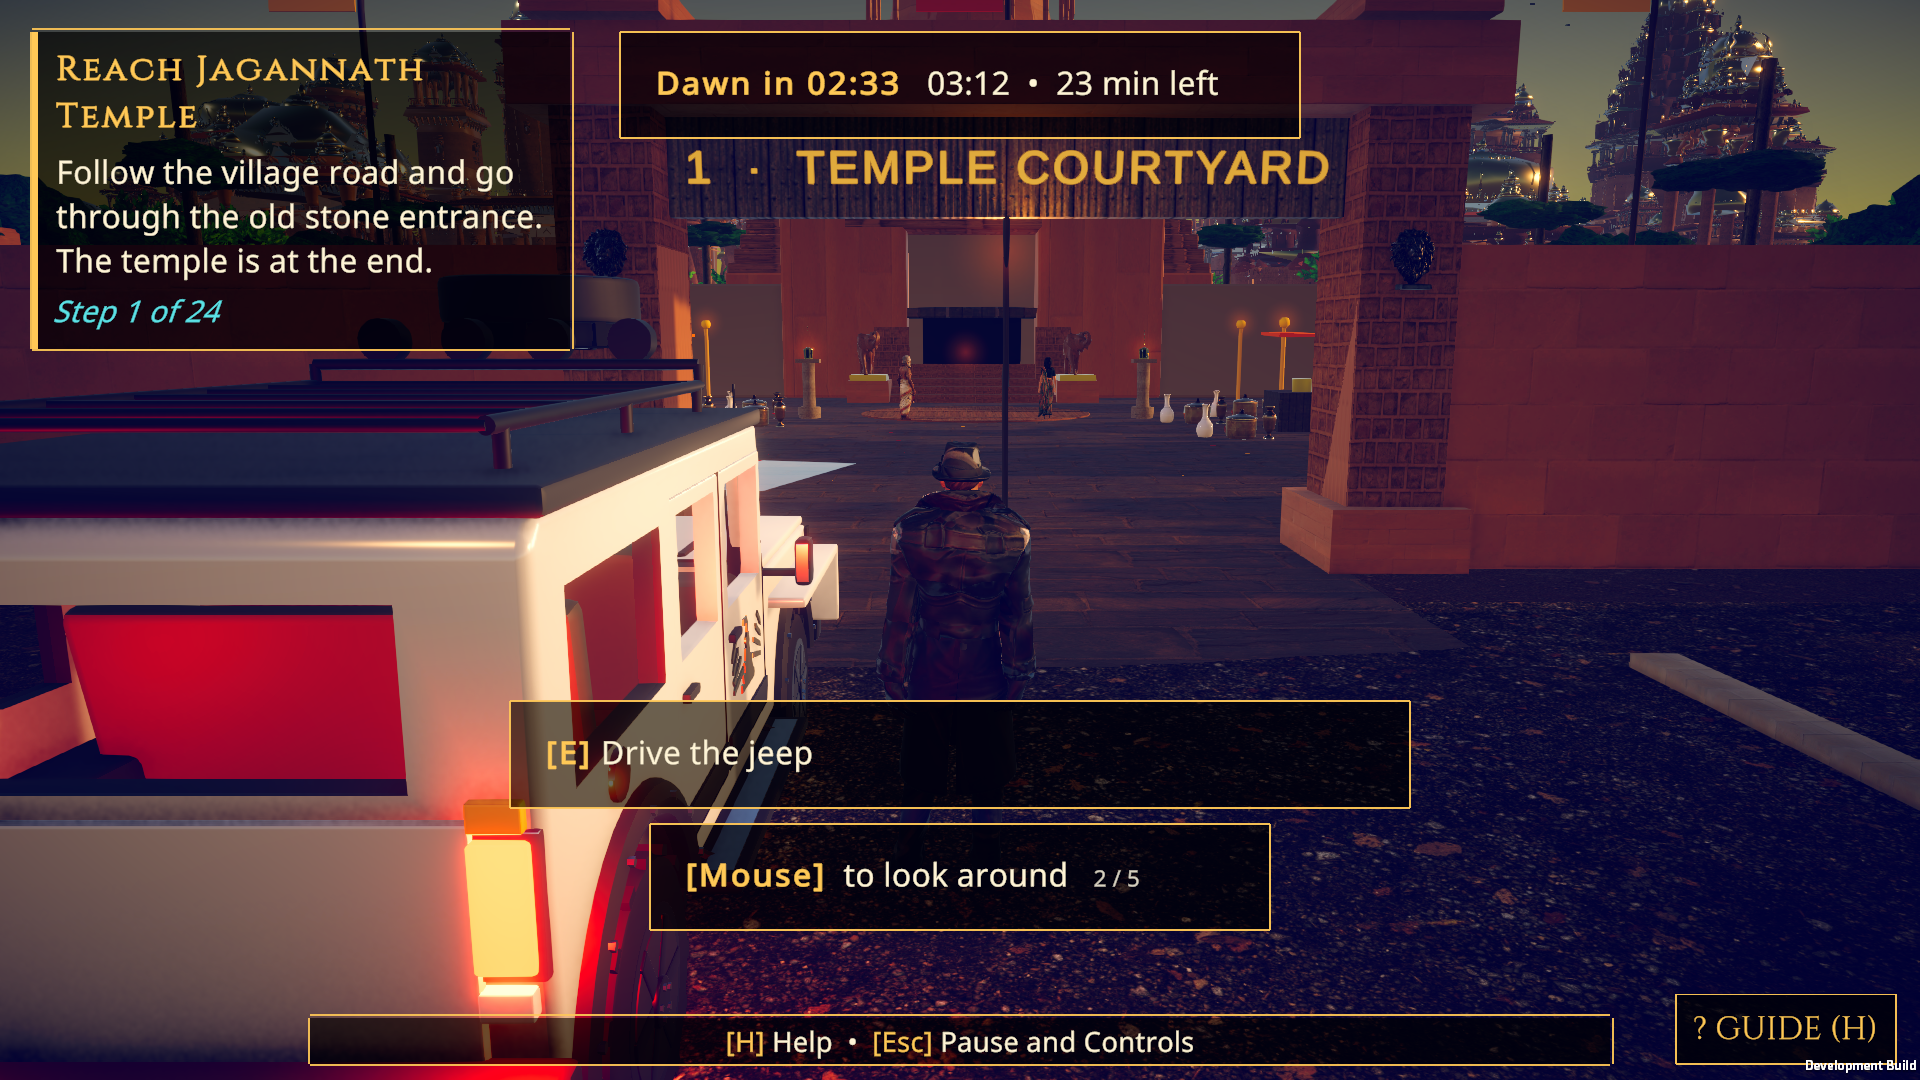 REACH JAGANNATH
TEMPLE
Follow the village road and go
through the old stone entrance.
The temple is at the end.
Step 1 of 24
Dawn in 02:33 03:12 • 23 min left
1 · TEMPLE COURTYARD
[E] Drive the jeep
[Mouse] to look around 2 / 5
[H] Help • [Esc] Pause and Controls
? GUIDE (H)
Development Build